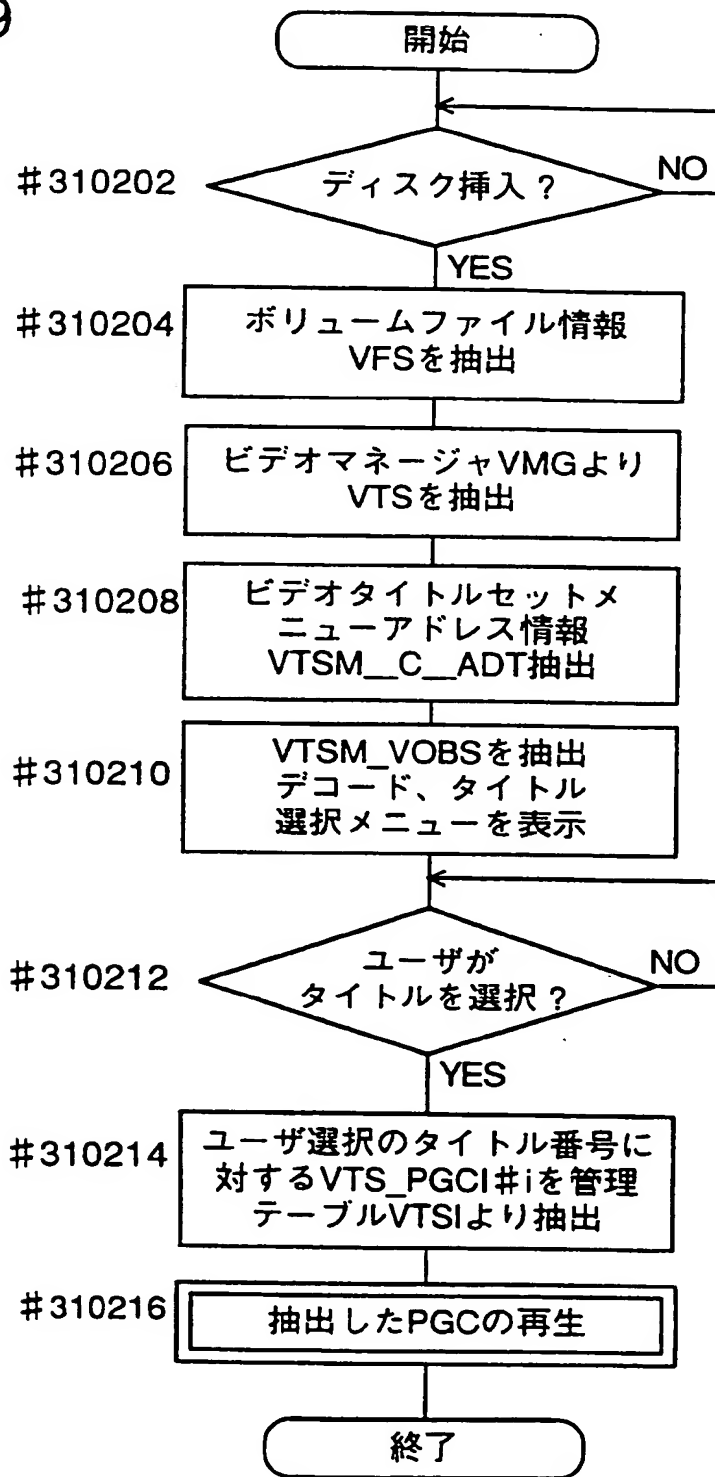 9
開始
#310202
ディスク挿入?
NO
YES
#310204
ボリュームファイル情報
VFSを抽出
#310206
ビデオマネージャVMGより
VTSを抽出
#310208
ビデオタイトルセットメ
ニューアドレス情報
VTSM__C__ADT抽出
#310210
VTSM_VOBSを抽出
デコード、タイトル
選択メニューを表示
#310212
ユーザが
タイトルを選択?
NO
YES
#310214
ユーザ選択のタイトル番号に
対するVTS_PGCI#iを管理
テーブルVTSIより抽出
#310216
抽出したPGCの再生
終了